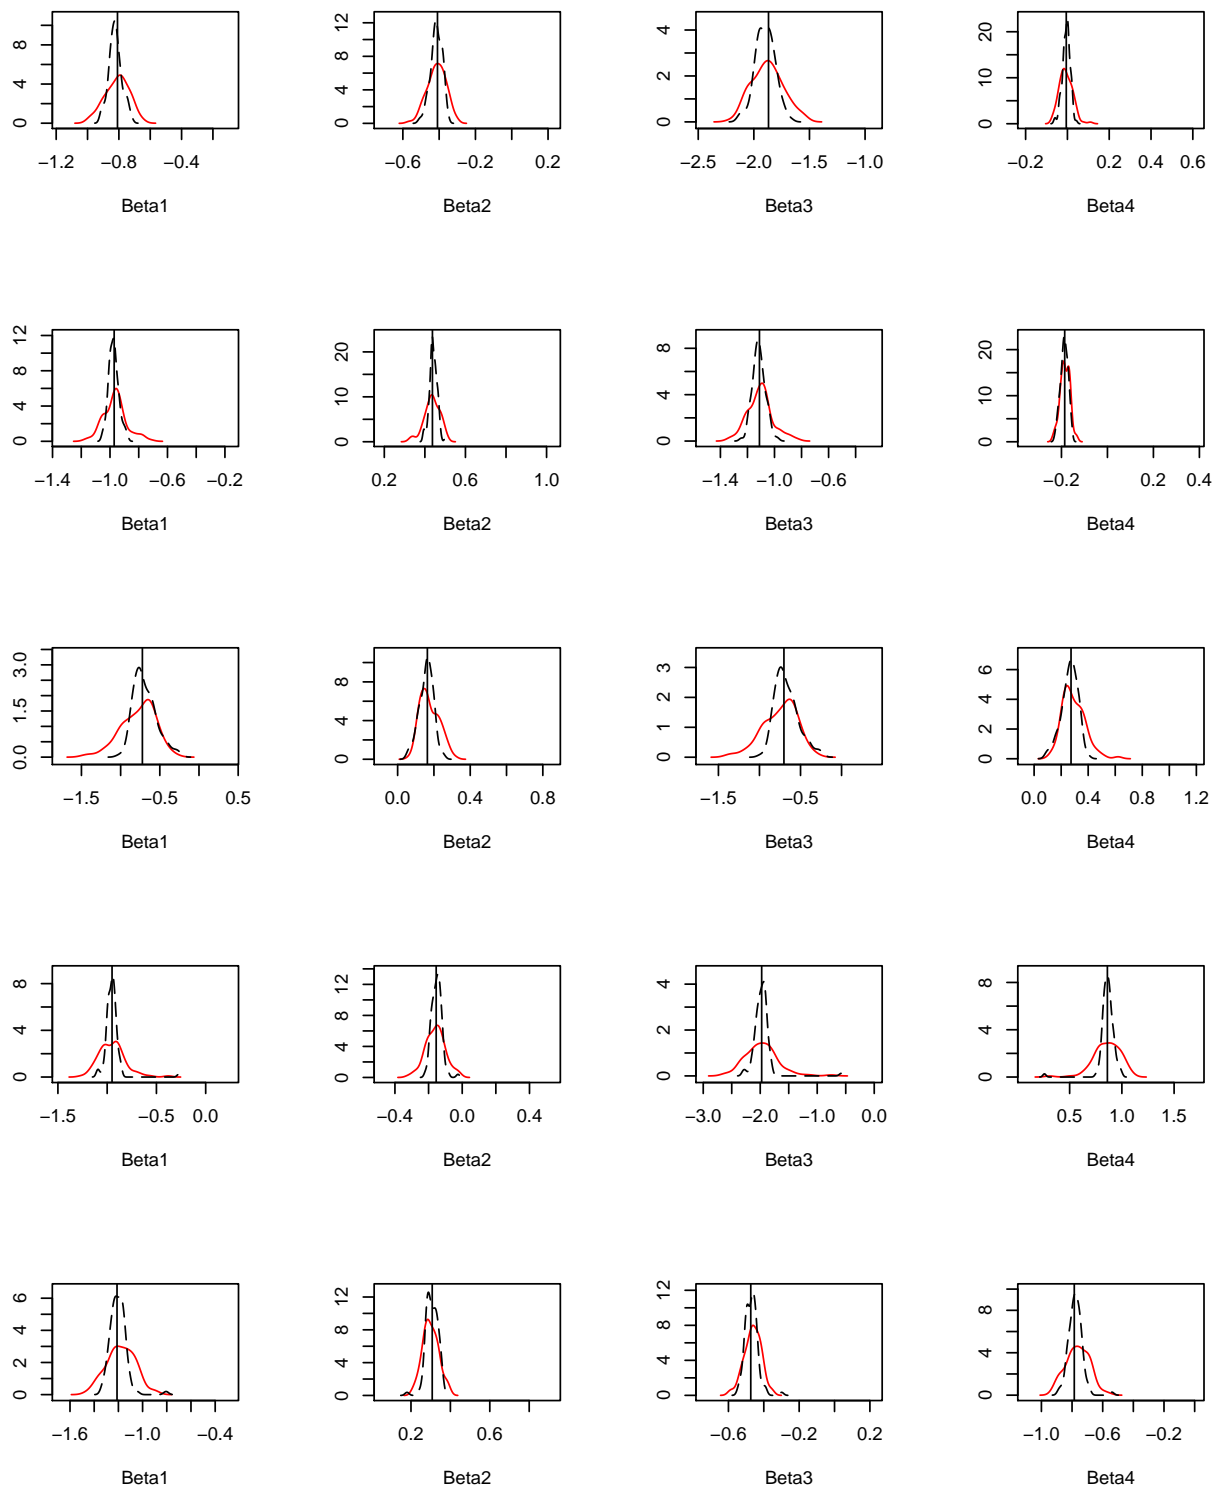 0 4 8
−1.2 −0.8 −0.4
Beta1
0 4 8 12
−0.6 −0.2 0.2
Beta2
0 2 4
−2.5 −2.0 −1.5 −1.0
Beta3
0 10 20
−0.2 0.2 0.4 0.6
Beta4
0 4 8 12
−1.4 −1.0 −0.6 −0.2
Beta1
0 10 20
0.2 0.6 1.0
Beta2
0 4 8
−1.4 −1.0 −0.6
Beta3
0 10 20
−0.2 0.2 0.4
Beta4
0.0 1.5 3.0
−1.5 −0.5 0.5
Beta1
0 4 8
0.0 0.4 0.8
Beta2
0 1 2 3
−1.5 −0.5
Beta3
0 2 4 6
0.0 0.4 0.8 1.2
Beta4
0 4 8
−1.5 −0.5 0.0
Beta1
0 4 8 12
−0.4 0.0 0.4
Beta2
0 2 4
−3.0 −2.0 −1.0 0.0
Beta3
0 4 8
0.5 1.0 1.5
Beta4
0 2 4 6
−1.6 −1.0 −0.4
Beta1
0 4 8 12
0.2 0.6
Beta2
0 4 8 12
−0.6 −0.2 0.2
Beta3
0 4 8
−1.0 −0.6 −0.2
Beta4